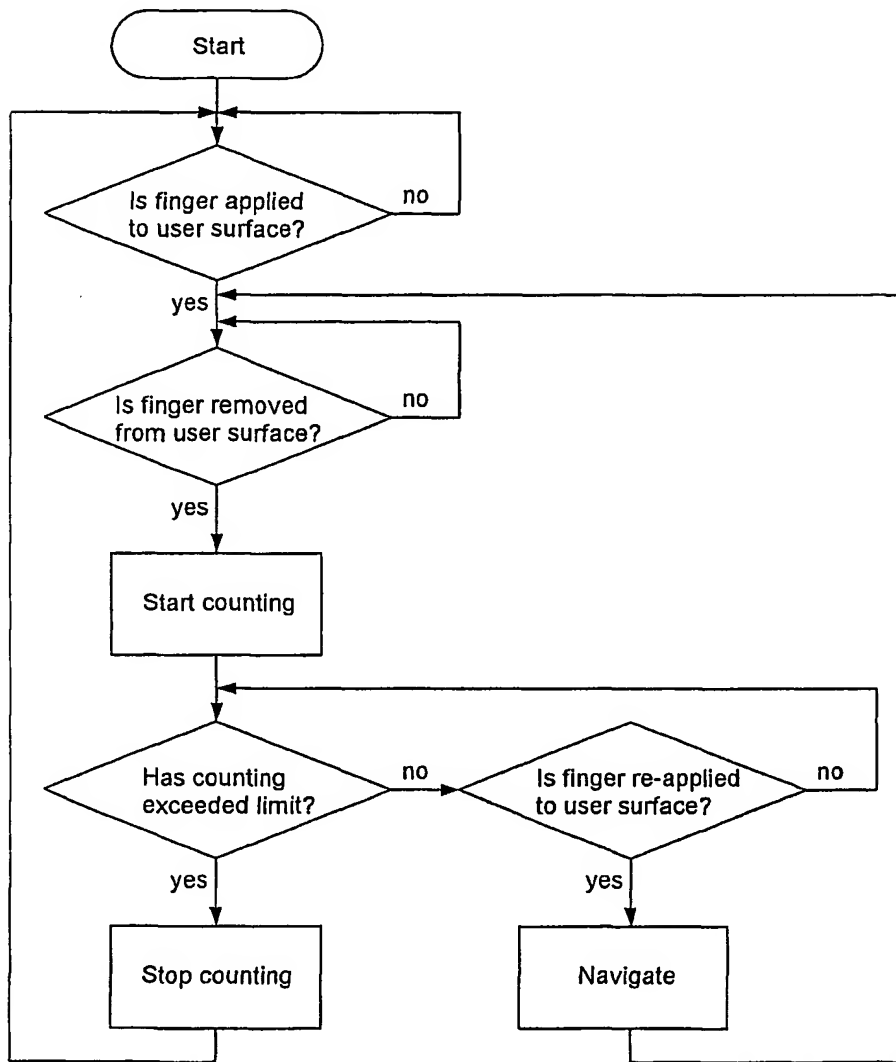 Start
Is finger applied
to user surface?
no
yes
Is finger removed
from user surface?
no
yes
Start counting
Has counting
exceeded limit?
no
Is finger re-applied
to user surface?
no
yes
yes
Stop counting
Navigate